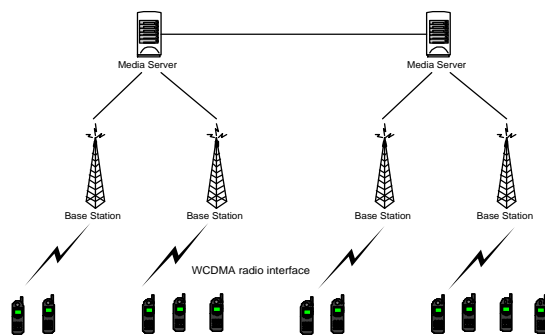 Media Server
Media Server
Base Station
Base Station
Base Station
Base Station
WCDMA radio interface